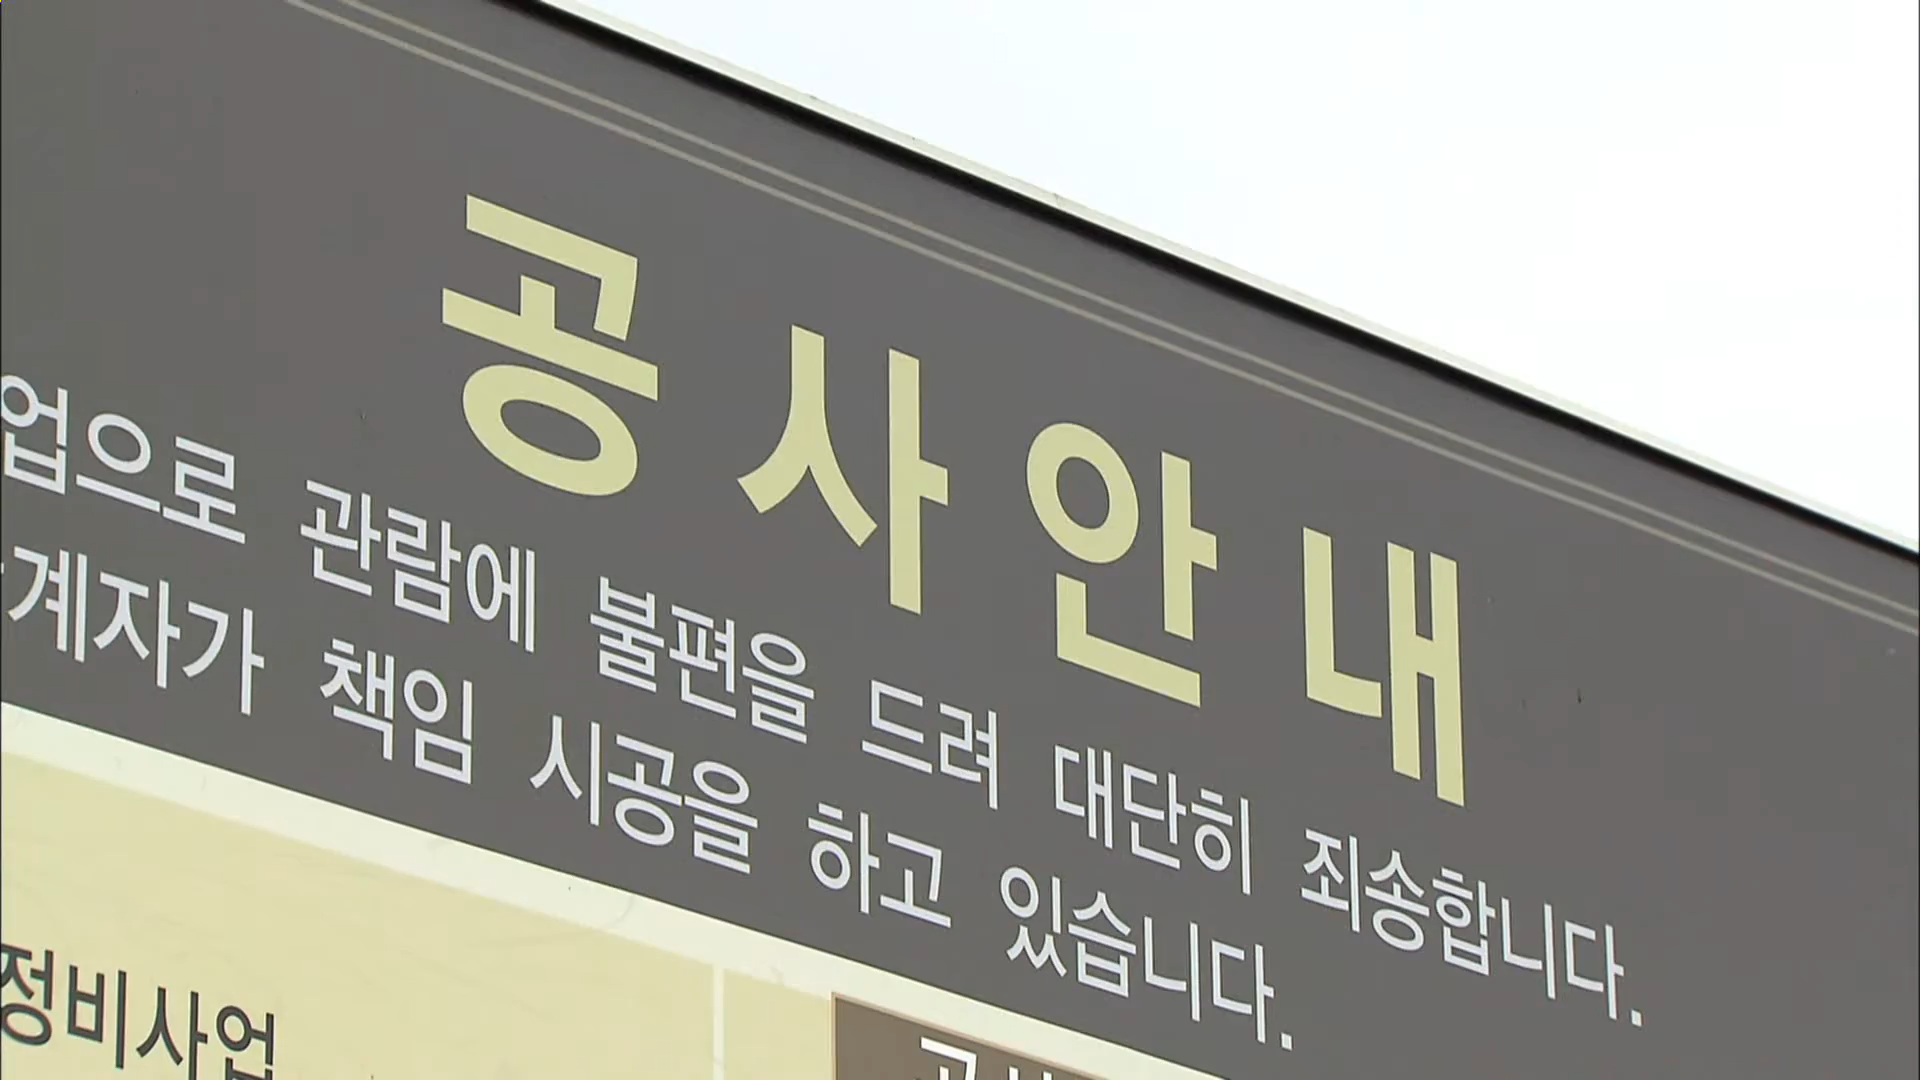 공사안내
업으로 관람에 불편을 드려 대단히 죄송합니다.
계자가 책임 시공을 하고 있습니다.
정비사업